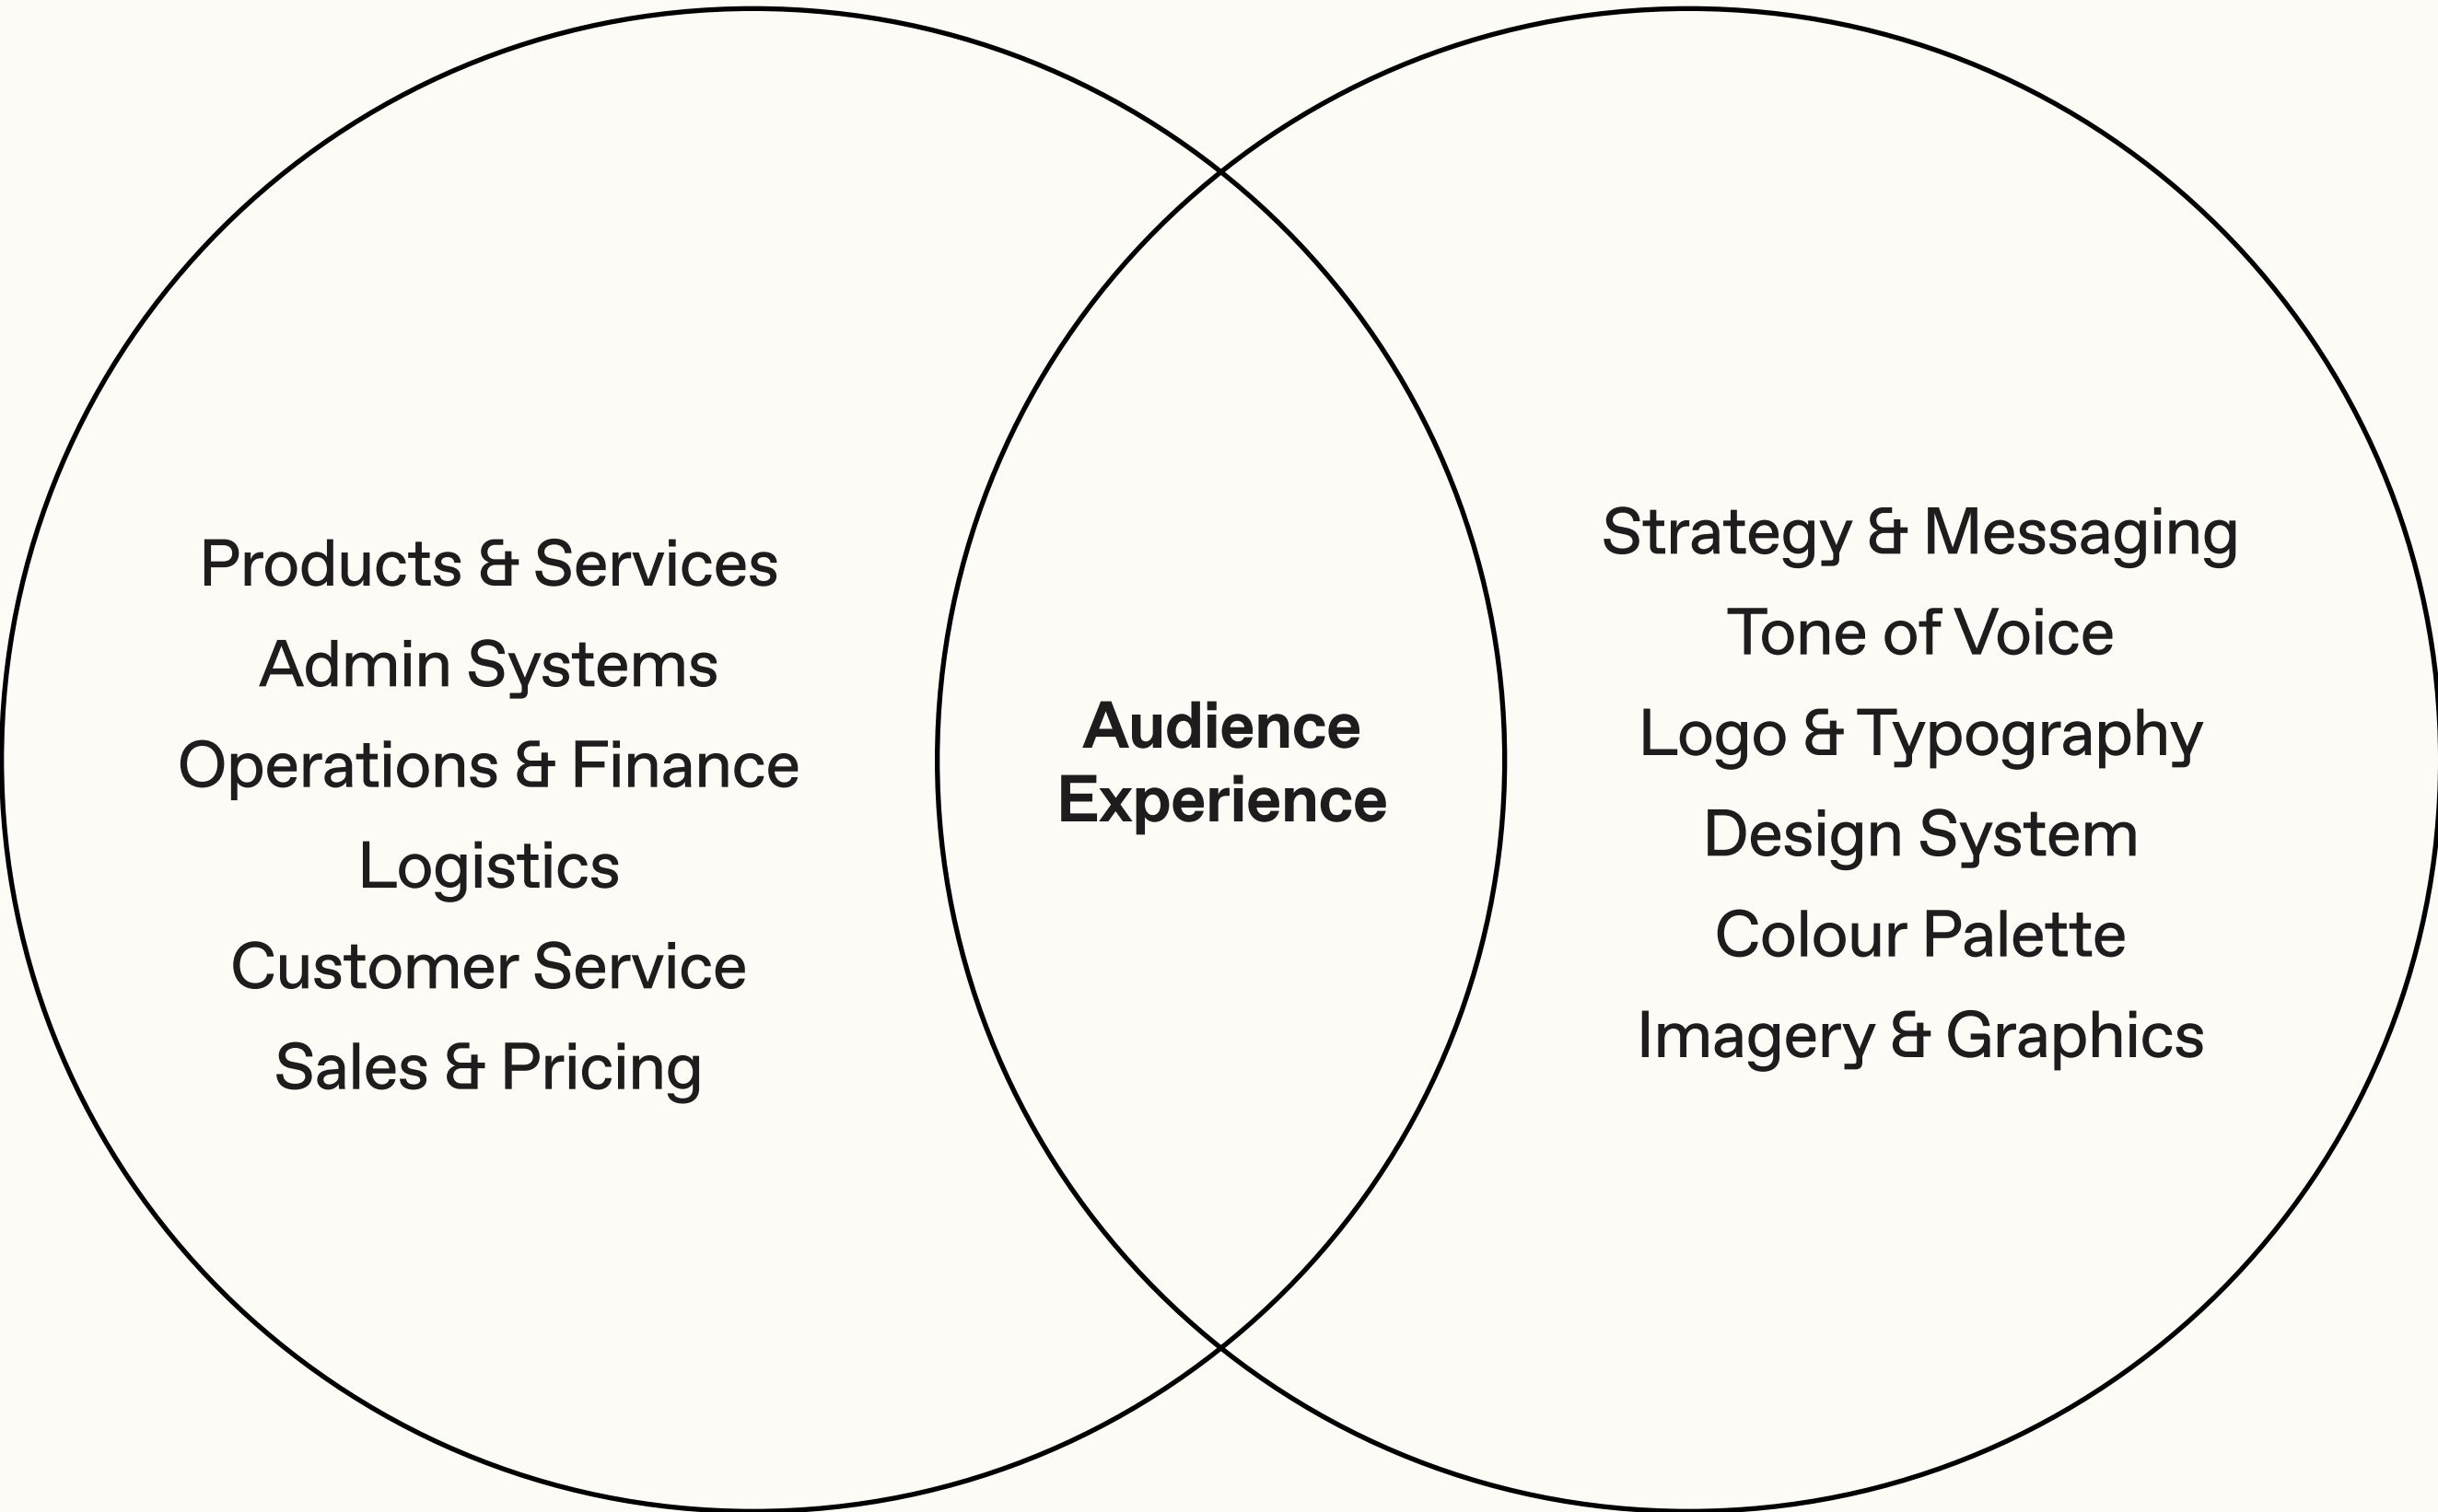 Products & Services
Admin Systems
Operations & Finance
Logistics
Customer Service
Sales & Pricing
Audience
Experience
Strategy & Messaging
Tone of Voice
Logo & Typography
Design System
Colour Palette
Imagery & Graphics